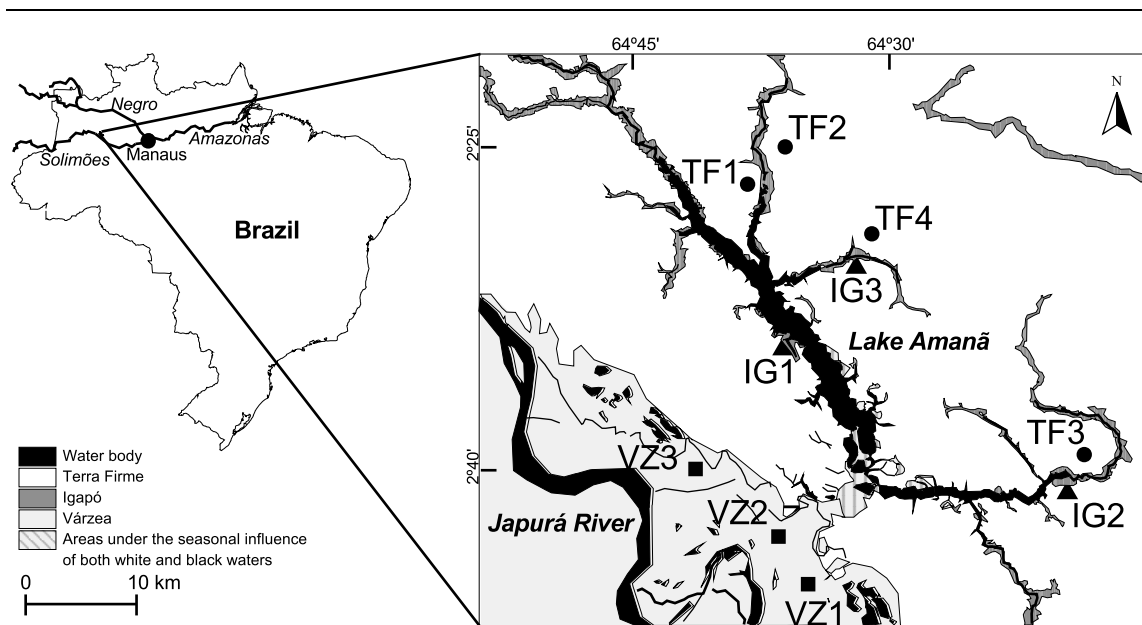 64º45'
64º30'
N
Negro
Amazonas
Solimões
Manaus
2º25'
TF2
TF1
TF4
Brazil
IG3
Lake Amanã
IG1
TF3
VZ3
2º40'
IG2
Japurá River
VZ2
VZ1
Water body
Terra Firme
Igapó
Várzea
Areas under the seasonal influence
of both white and black waters
0
10 km